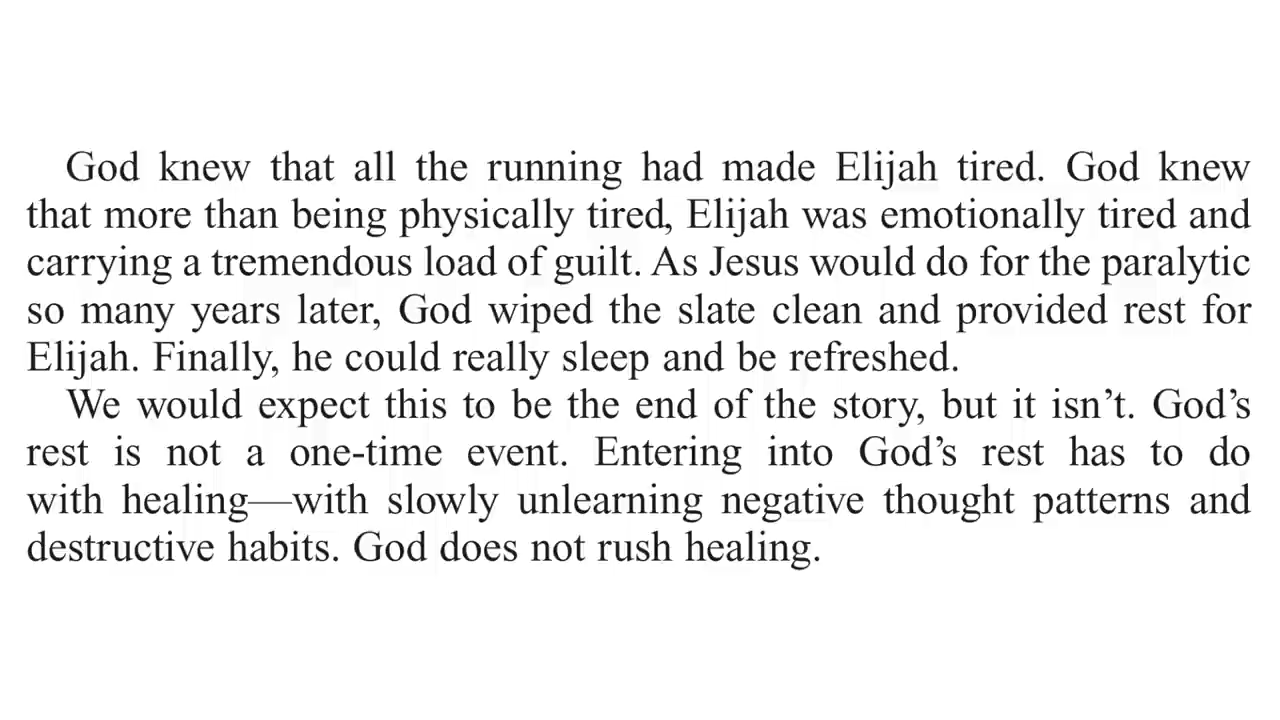 God knew that all the running had made Elijah tired. God knew
that more than being physically tired, Elijah was emotionally tired and
carrying a tremendous load of guilt. As Jesus would do for the paralytic
so many years later, God wiped the slate clean and provided rest for
Elijah. Finally, he could really sleep and be refreshed.
We would expect this to be the end of the story, but it isn’t. God’s
rest is not a one-time event. Entering into God’s rest has to do
with healing—with slowly unlearning negative thought patterns and
destructive habits. God does not rush healing.